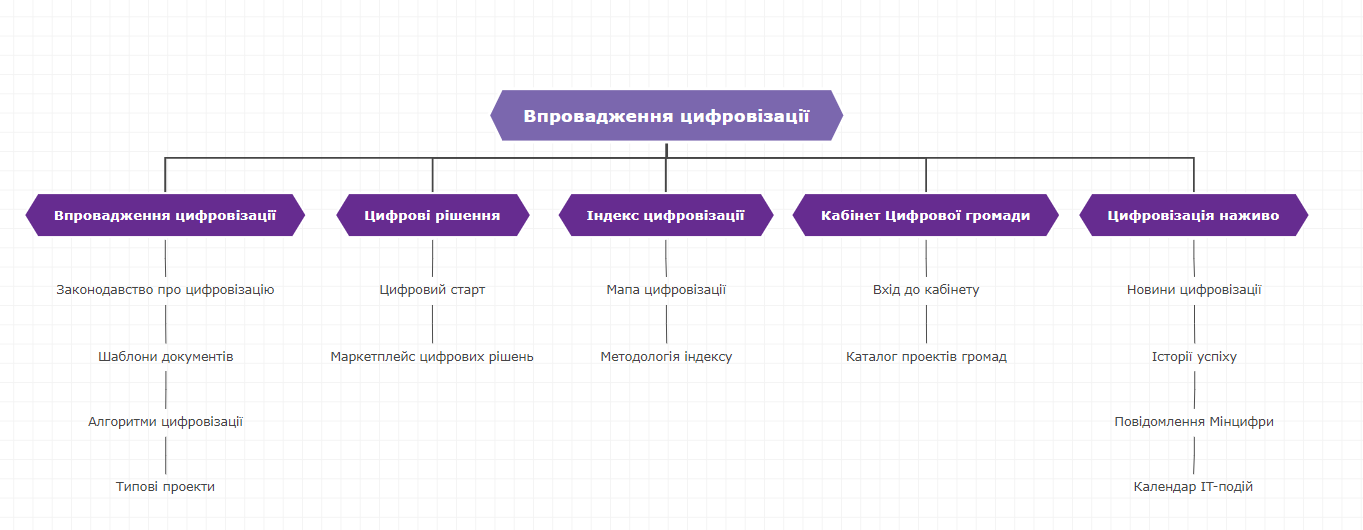 Впровадження цифровізації
Впровадження цифровізації
Цифрові рішення
Індекс цифровізації
Кабінет Цифрової громади
Цифровізація наживо
Законодавство про цифровізацію
Цифровий старт
Мапа цифровізації
Вхід до кабінету
Новини цифровізації
Шаблони документів
Маркетплейс цифрових рішень
Методологія індексу
Каталог проектів громад
Історії успіху
Алгоритми цифровізації
Повідомлення Мінцифри
Типові проекти
Календар ІТ-подій